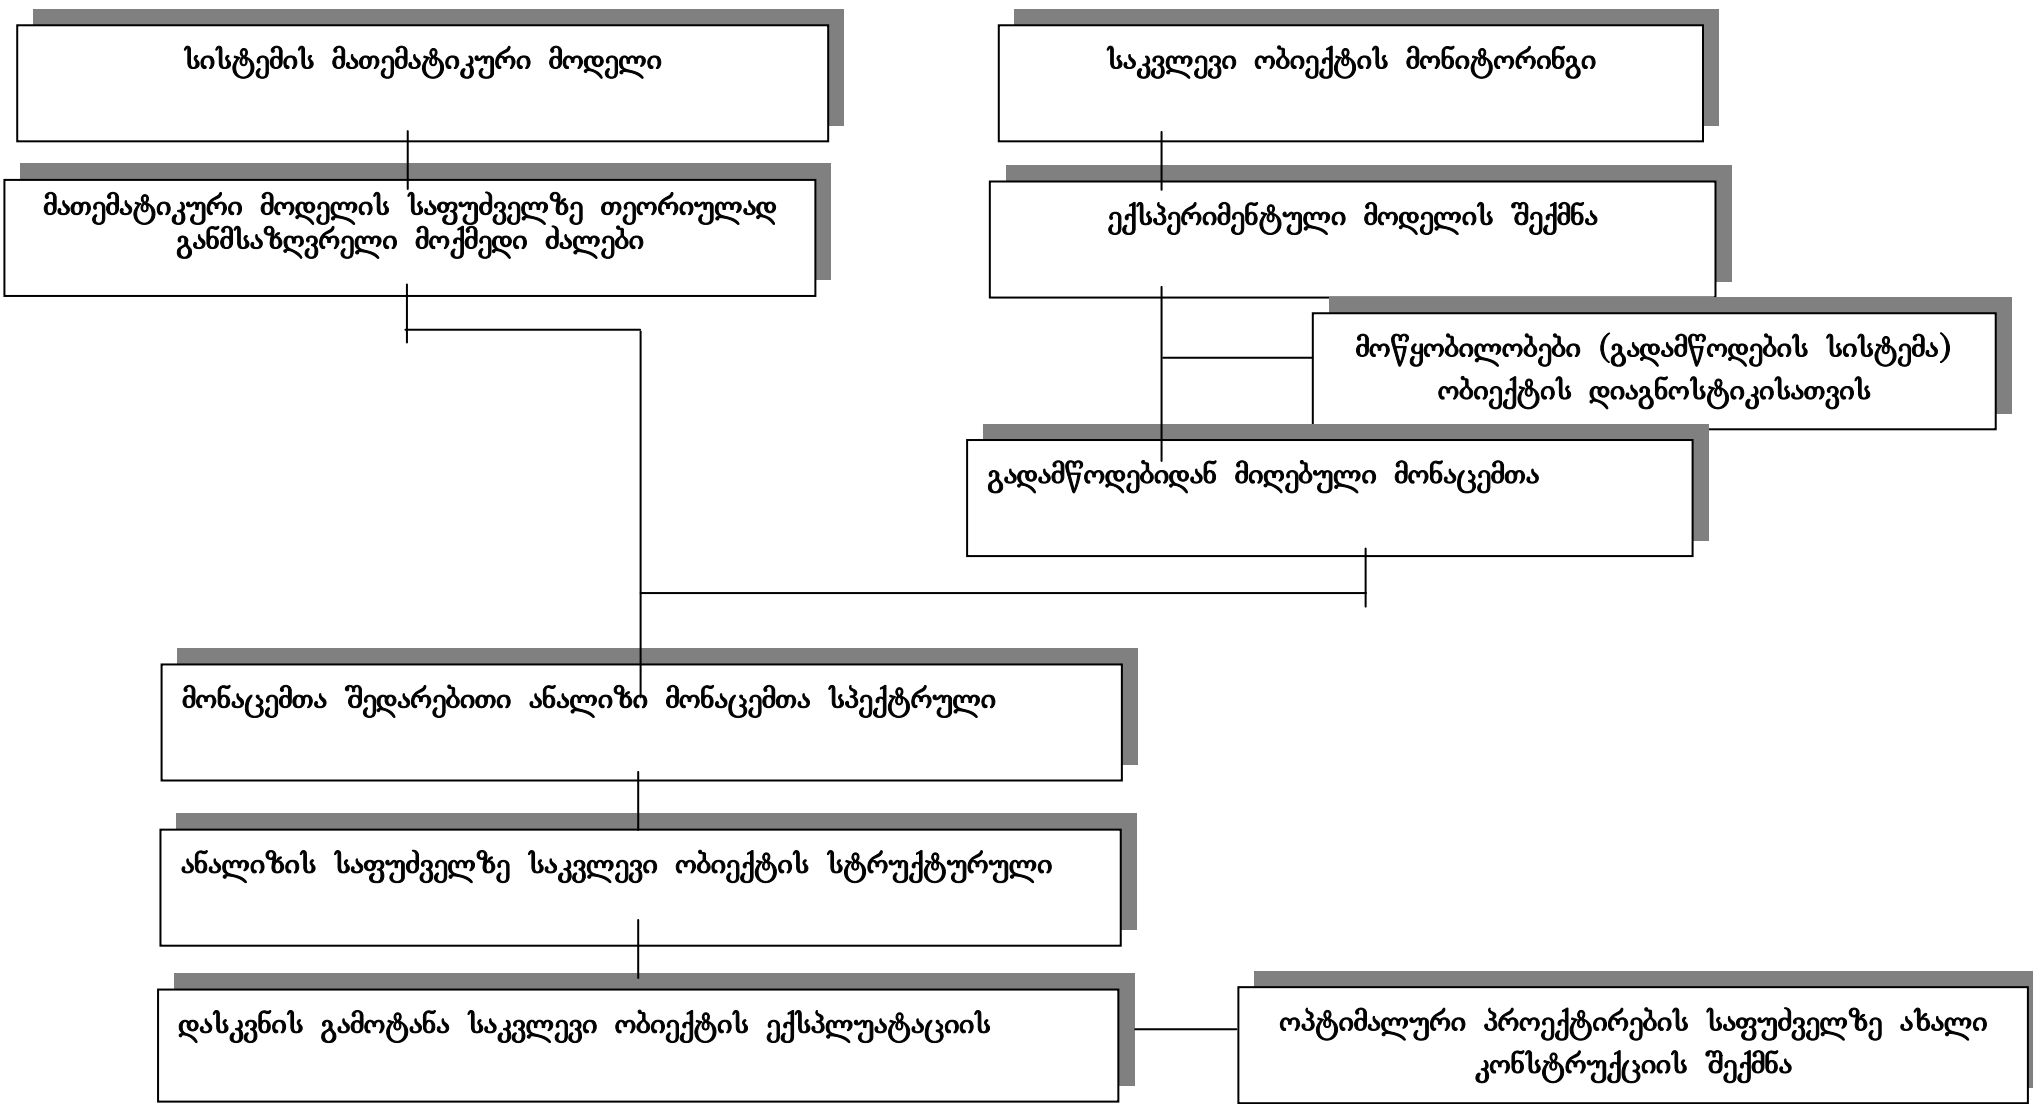 სისტემის მათემატიკური მოდელი
საკვლევი ობიექტის მონიტორინგი
მათემატიკური მოდელის საფუძველზე თეორიულად
განმსაზღვრელი მოქმედი ძალები
ექსპერიმენტული მოდელის შექმნა
მოწყობილობები (გადამწოდების სისტემა)
ობიექტის დიაგნოსტიკისათვის
გადამწოდებიდან მიღებული მონაცემთა
მონაცემთა შედარებითი ანალიზი მონაცემთა სპექტრული
ანალიზის საფუძველზე საკვლევი ობიექტის სტრუქტურული
დასკვნის გამოტანა საკვლევი ობიექტის ექსპლუატაციის
ოპტიმალური პროექტირების საფუძველზე ახალი
კონსტრუქციის შექმნა